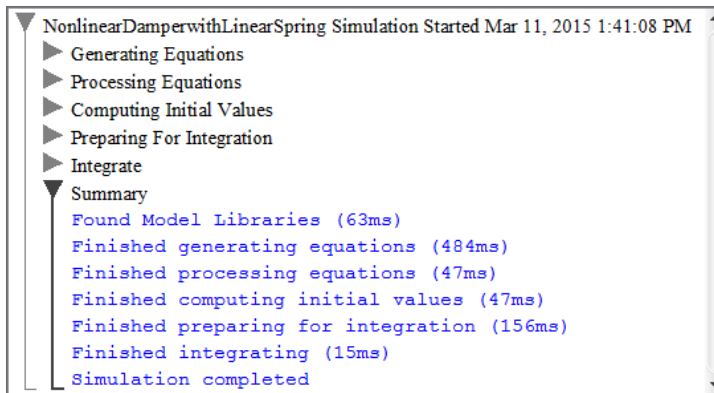 NonlinearDamperwithLinearSpring Simulation Started Mar 11, 2015 1:41:08 PM
Generating Equations
Processing Equations
Computing Initial Values
Preparing For Integration
Integrate
Summary
Found Model Libraries (63ms)
Finished generating equations (484ms)
Finished processing equations (47ms)
Finished computing initial values (47ms)
Finished preparing for integration (156ms)
Finished integrating (15ms)
Simulation completed